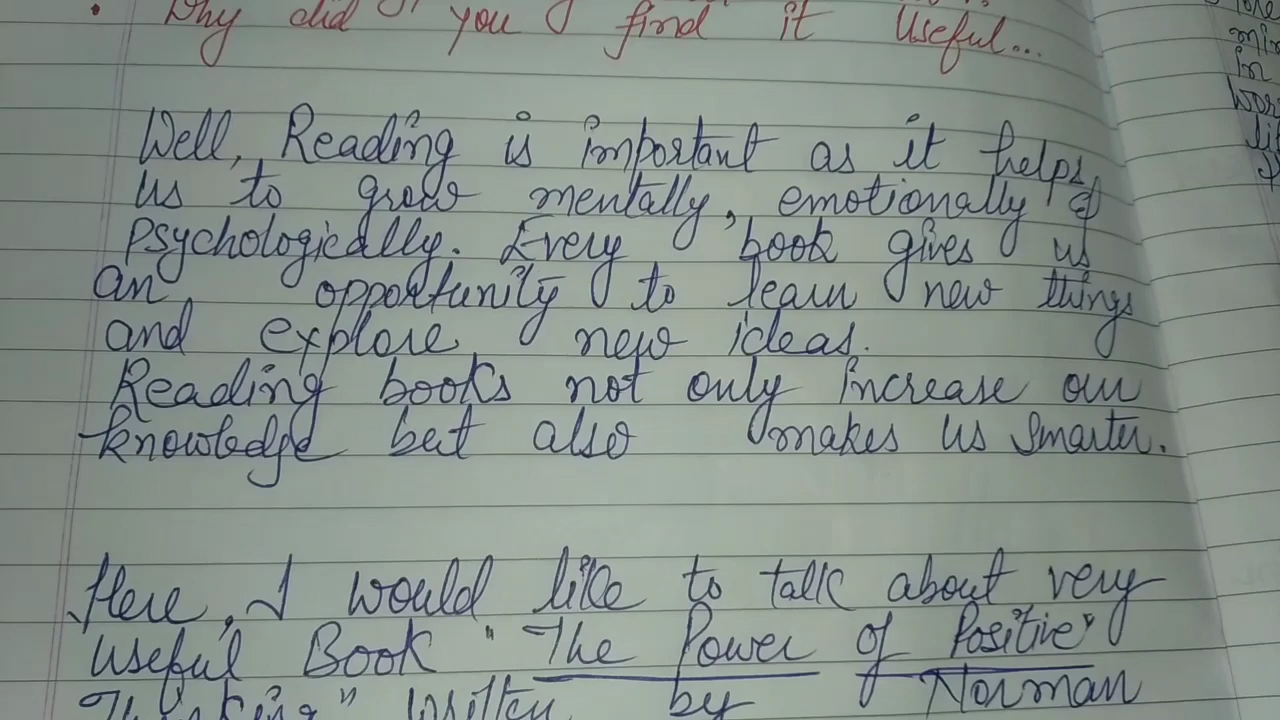 • Why did you find it useful...
Well, Reading is important as it helps
us to grow mentally, emotionally &
Psychologically. Every book gives us
an opportunity to learn new things
and explore new ideas.
Reading books not only increase our
knowledge but also makes us smarter.
Here, I would like to talk about very
useful Book "The Power of Positive"
Thinking" written by Norman